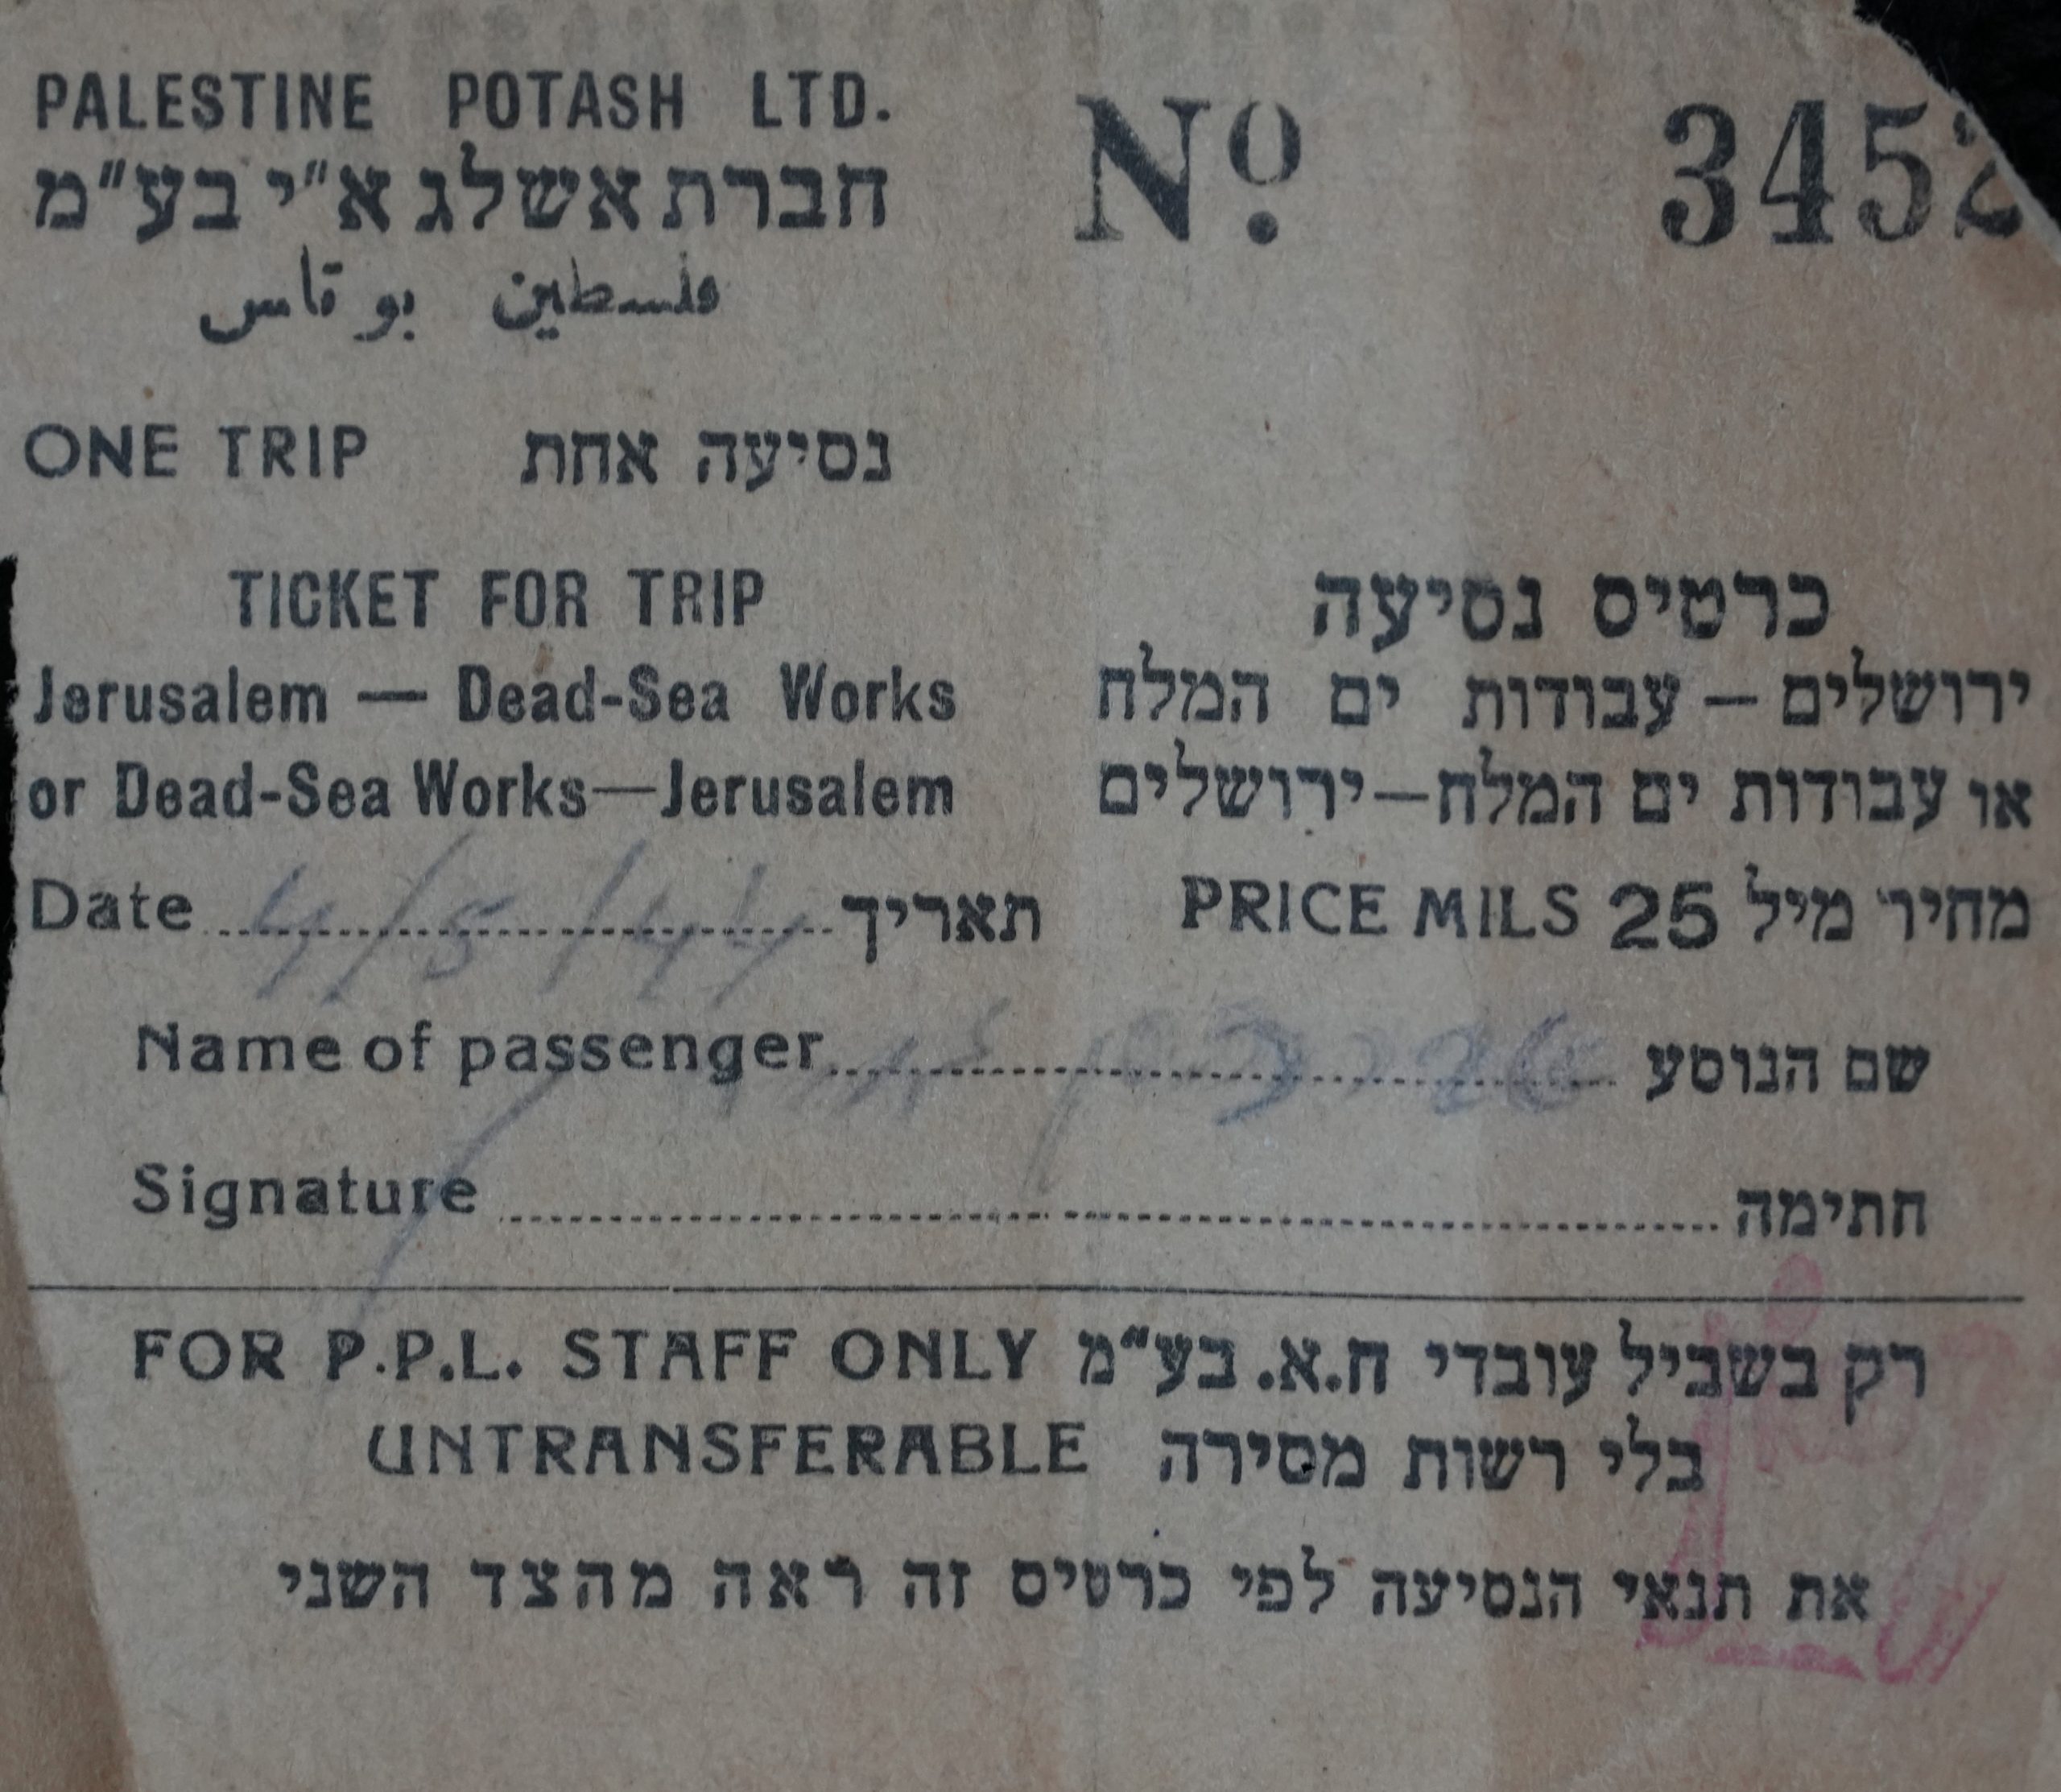 PALESTINE POTASH LTD.
חברת אשלג א"י בע"מ
فلسطين بوتاس
Nº 3452
ONE TRIP נסיעה אחת
TICKET FOR TRIP
Jerusalem — Dead-Sea Works
or Dead-Sea Works—Jerusalem
כרטיס נסיעה
ירושלים – עבודות ים המלח
או עבודות ים המלח–ירושלים
Date 4/5/44 תאריך
PRICE MILS 25 מחיר מיל
Name of passenger שם הנוסע
Signature חתימה
FOR P.P.L. STAFF ONLY רק בשביל עובדי ח.א. בע"מ
UNTRANSFERABLE בלי רשות מסירה
את תנאי הנסיעה לפי כרטיס זה ראה מהצד השני